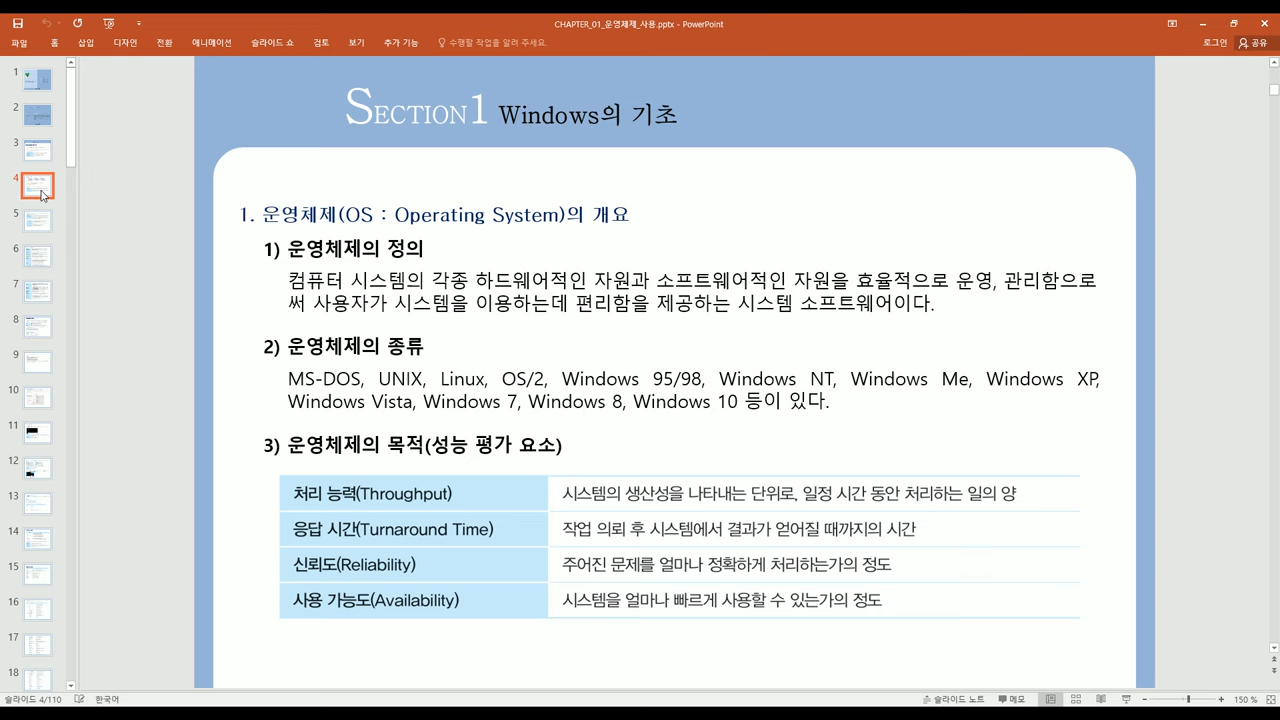 CHAPTER_01_운영체제_사용.pptx - PowerPoint
파일 홈 삽입 디자인 전환 애니메이션 슬라이드 쇼 검토 보기 추가 기능 수행할 작업을 알려 주세요. 로그인 공유
1
2
3
4
5
6
7
8
9
10
11
12
13
14
15
16
17
18
SECTION1 Windows의 기초
1. 운영체제(OS : Operating System)의 개요
1) 운영체제의 정의
컴퓨터 시스템의 각종 하드웨어적인 자원과 소프트웨어적인 자원을 효율적으로 운영, 관리함으로
써 사용자가 시스템을 이용하는데 편리함을 제공하는 시스템 소프트웨어이다.
2) 운영체제의 종류
MS-DOS, UNIX, Linux, OS/2, Windows 95/98, Windows NT, Windows Me, Windows XP,
Windows Vista, Windows 7, Windows 8, Windows 10 등이 있다.
3) 운영체제의 목적(성능 평가 요소)
처리 능력(Throughput) 시스템의 생산성을 나타내는 단위로, 일정 시간 동안 처리하는 일의 양
응답 시간(Turnaround Time) 작업 의뢰 후 시스템에서 결과가 얻어질 때까지의 시간
신뢰도(Reliability) 주어진 문제를 얼마나 정확하게 처리하는가의 정도
사용 가능도(Availability) 시스템을 얼마나 빠르게 사용할 수 있는가의 정도
슬라이드 4/110 한국어 슬라이드 노트 메모 150 %